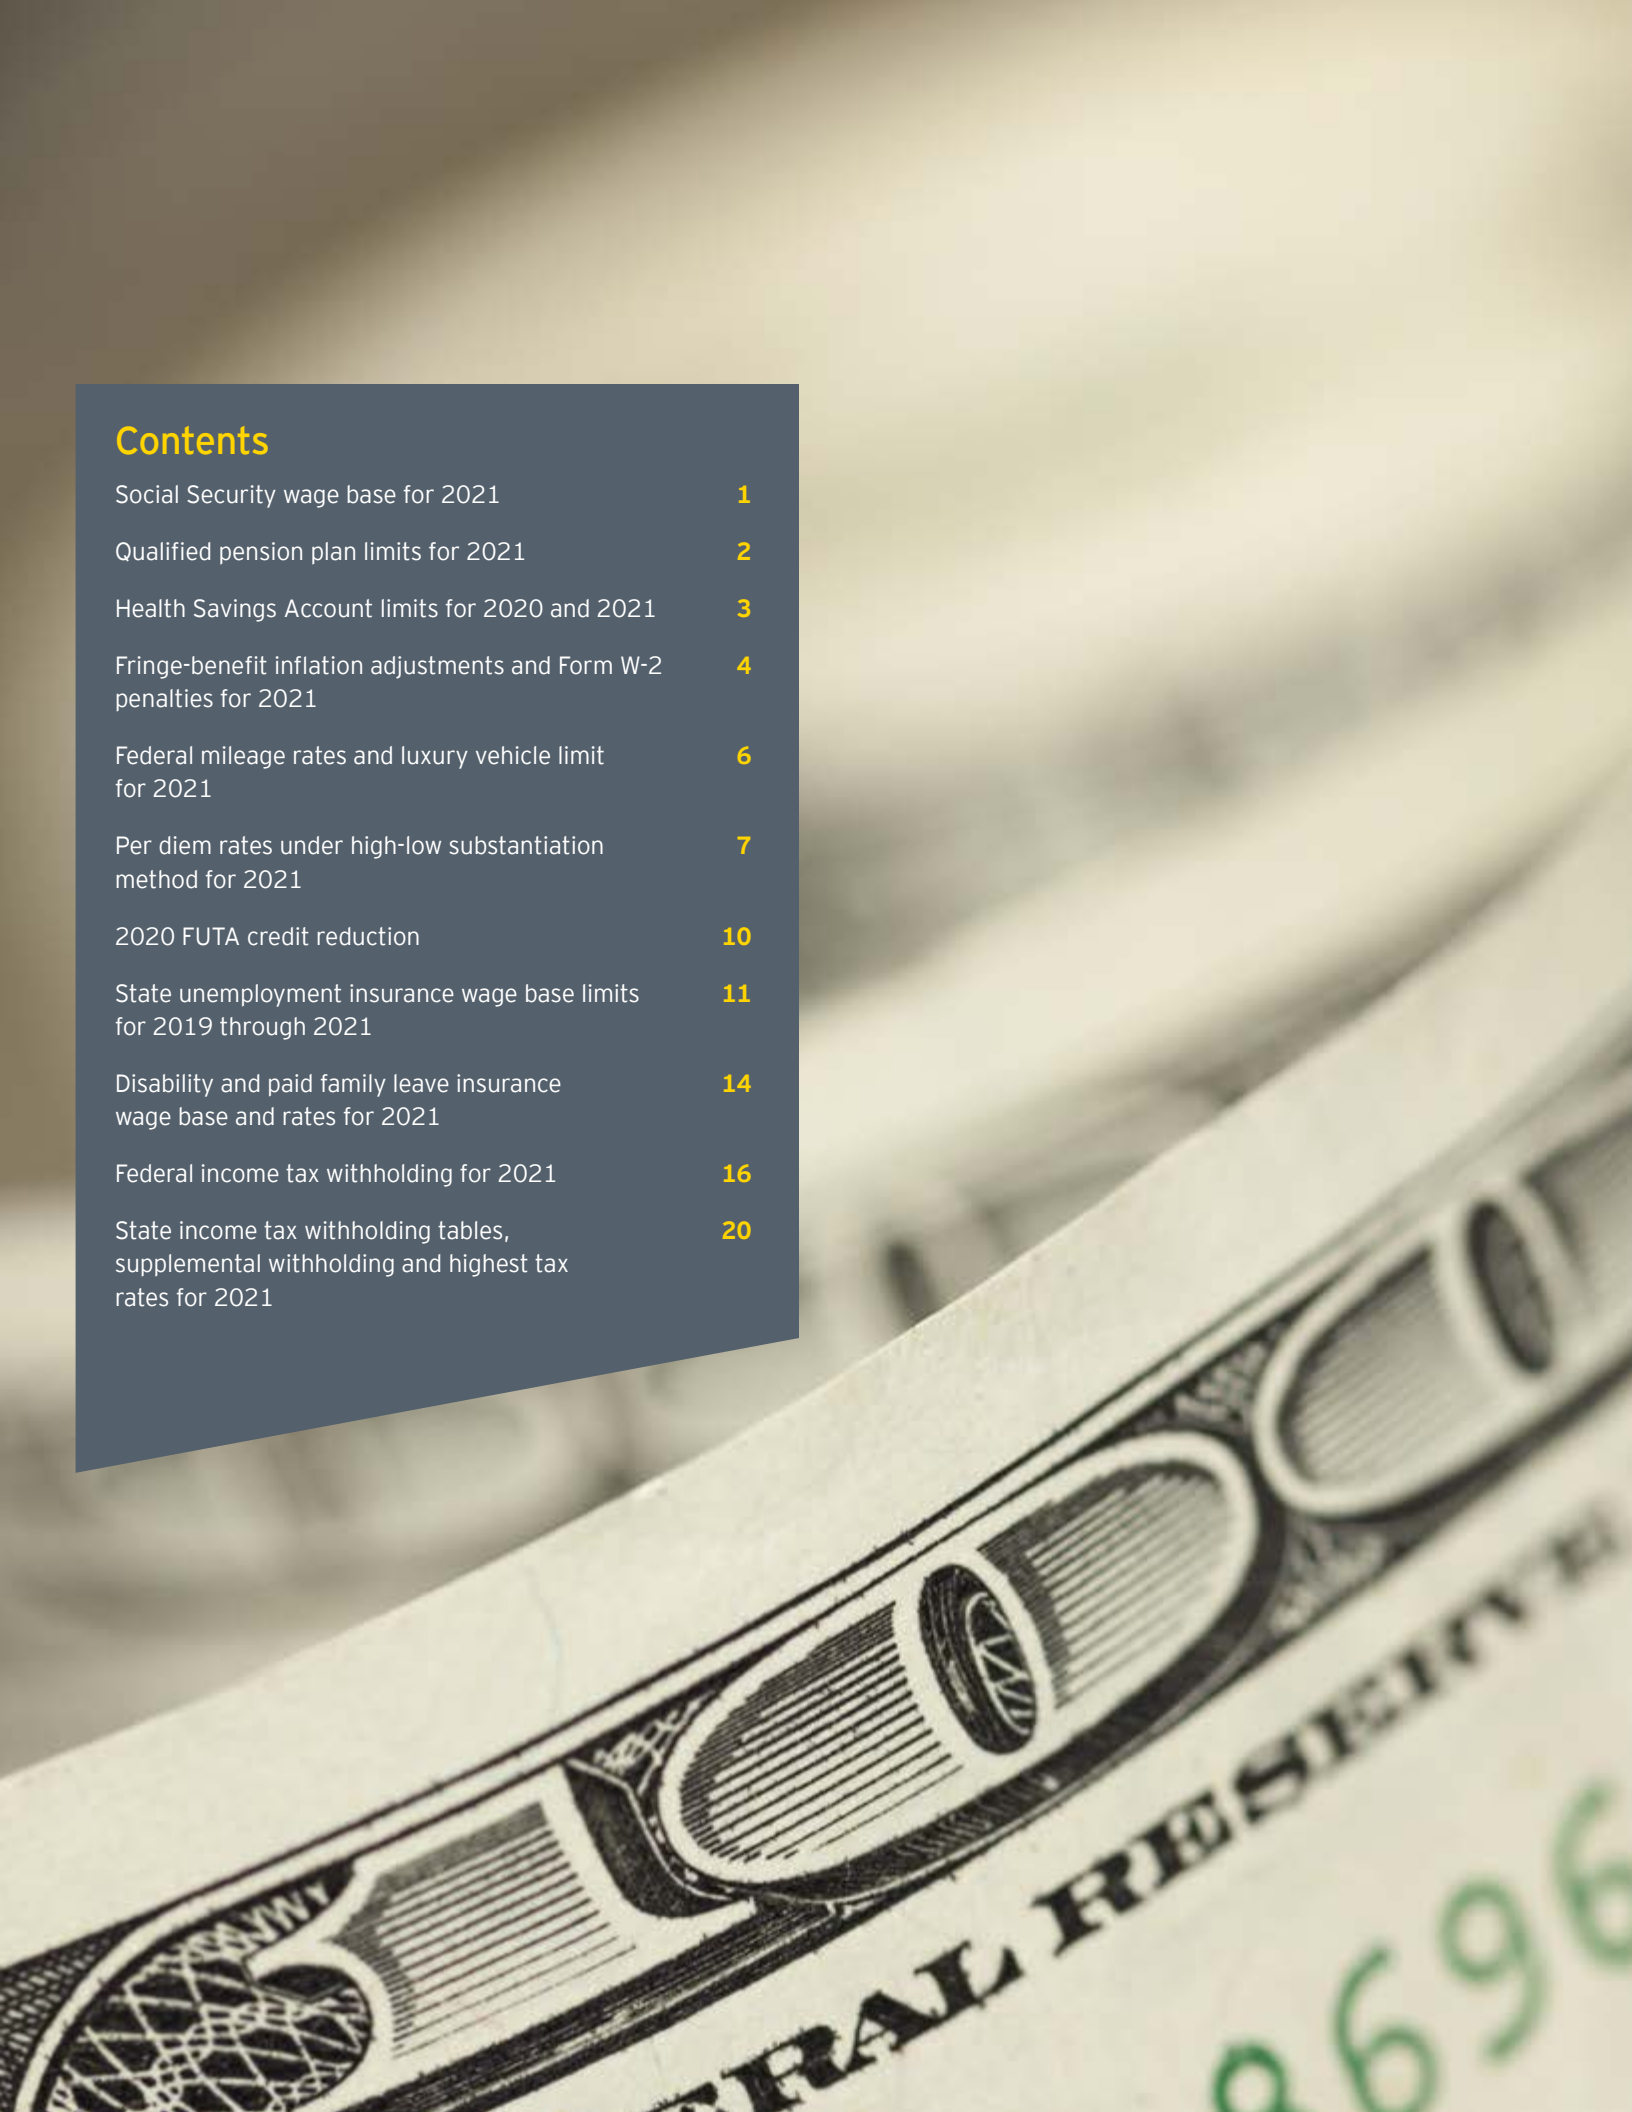 Contents
Social Security wage base for 2021 1
Qualified pension plan limits for 2021 2
Health Savings Account limits for 2020 and 2021 3
Fringe-benefit inflation adjustments and Form W-2 4
penalties for 2021
Federal mileage rates and luxury vehicle limit 6
for 2021
Per diem rates under high-low substantiation 7
method for 2021
2020 FUTA credit reduction 10
State unemployment insurance wage base limits 11
for 2019 through 2021
Disability and paid family leave insurance 14
wage base and rates for 2021
Federal income tax withholding for 2021 16
State income tax withholding tables, 20
supplemental withholding and highest tax
rates for 2021
100
RAL RESERVE
8696